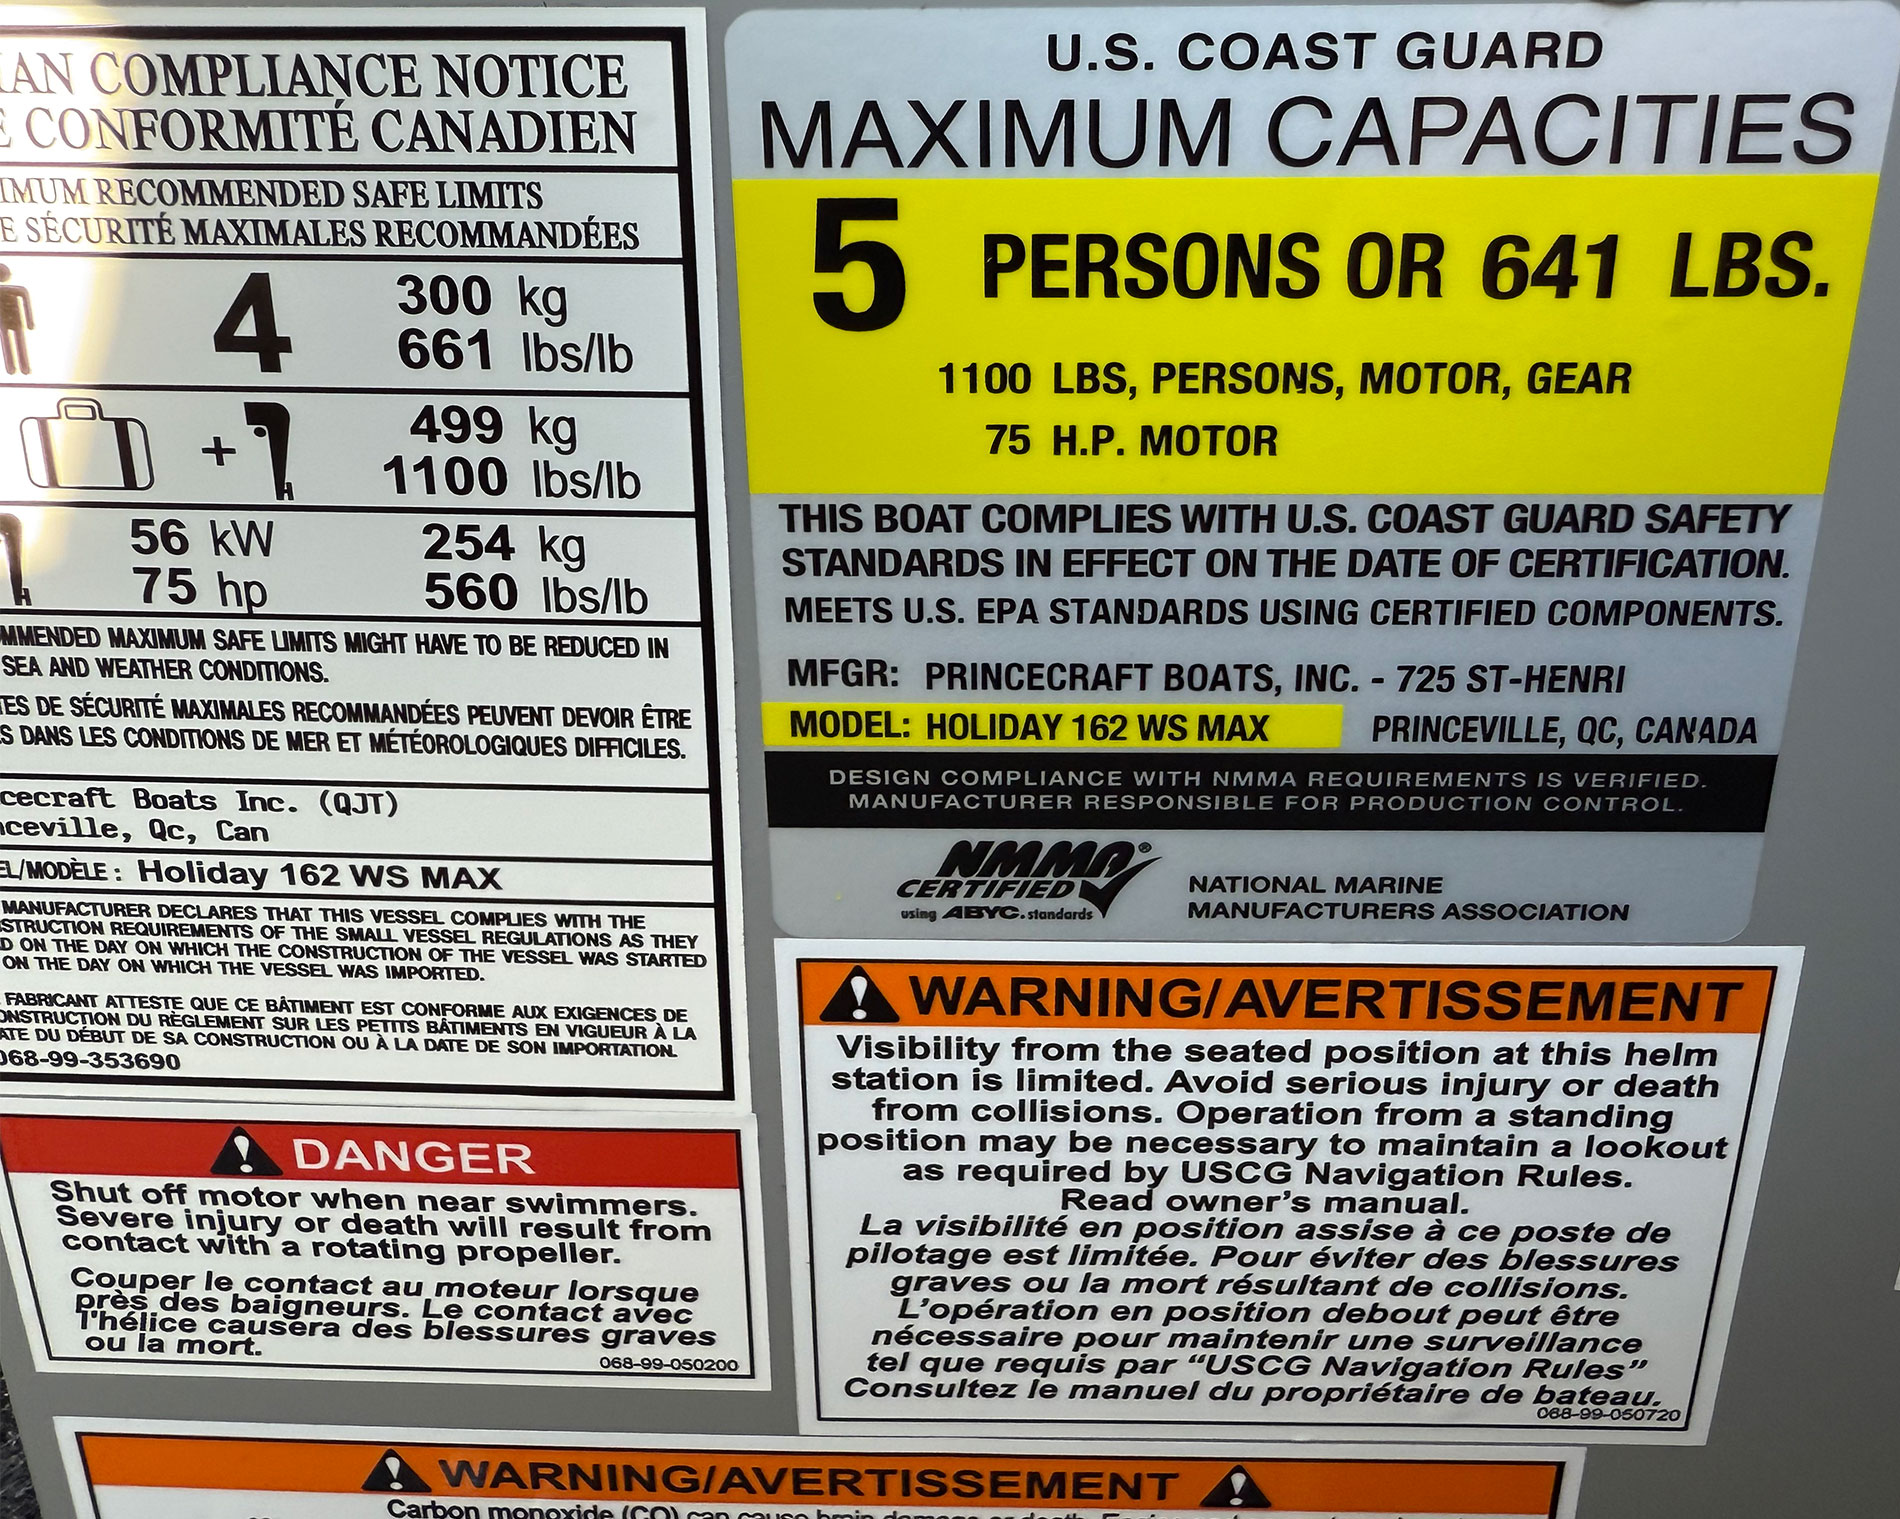 COMPLIANCE NOTICE
CONFORMITÉ CANADIEN
RECOMMENDED SAFE LIMITS
SÉCURITÉ MAXIMALES RECOMMANDÉES
4
300 kg
661 lbs/lb
+
499 kg
1100 lbs/lb
56 kW
75 hp
254 kg
560 lbs/lb
MMENDED MAXIMUM SAFE LIMITS MIGHT HAVE TO BE REDUCED IN
SEA AND WEATHER CONDITIONS.
TES DE SÉCURITÉ MAXIMALES RECOMMANDÉES PEUVENT DEVOIR ÊTRE
S DANS LES CONDITIONS DE MER ET MÉTÉOROLOGIQUES DIFFICILES.
cecraft Boats Inc. (QJT)
ceville, Qc, Can
EL/MODÈLE : Holiday 162 WS MAX
MANUFACTURER DECLARES THAT THIS VESSEL COMPLIES WITH THE
STRUCTION REQUIREMENTS OF THE SMALL VESSEL REGULATIONS AS THEY
D ON THE DAY ON WHICH THE CONSTRUCTION OF THE VESSEL WAS STARTED
ON THE DAY ON WHICH THE VESSEL WAS IMPORTED.
FABRICANT ATTESTE QUE CE BÂTIMENT EST CONFORME AUX EXIGENCES DE
ONSTRUCTION DU RÈGLEMENT SUR LES PETITS BÂTIMENTS EN VIGUEUR À LA
ATE DU DÉBUT DE SA CONSTRUCTION OU À LA DATE DE SON IMPORTATION.
068-99-353690
U.S. COAST GUARD
MAXIMUM CAPACITIES
5 PERSONS OR 641 LBS.
1100 LBS, PERSONS, MOTOR, GEAR
75 H.P. MOTOR
THIS BOAT COMPLIES WITH U.S. COAST GUARD SAFETY
STANDARDS IN EFFECT ON THE DATE OF CERTIFICATION.
MEETS U.S. EPA STANDARDS USING CERTIFIED COMPONENTS.
MFGR: PRINCECRAFT BOATS, INC. - 725 ST-HENRI
MODEL: HOLIDAY 162 WS MAX PRINCEVILLE, QC, CANADA
DESIGN COMPLIANCE WITH NMMA REQUIREMENTS IS VERIFIED.
MANUFACTURER RESPONSIBLE FOR PRODUCTION CONTROL.
NMMA®
CERTIFIED
using ABYC. standards
NATIONAL MARINE
MANUFACTURERS ASSOCIATION
DANGER
Shut off motor when near swimmers.
Severe injury or death will result from
contact with a rotating propeller.
Couper le contact au moteur lorsque
près des baigneurs. Le contact avec
l'hélice causera des blessures graves
ou la mort.
068-99-050200
WARNING/AVERTISSEMENT
Visibility from the seated position at this helm
station is limited. Avoid serious injury or death
from collisions. Operation from a standing
position may be necessary to maintain a lookout
as required by USCG Navigation Rules.
Read owner's manual.
La visibilité en position assise à ce poste de
pilotage est limitée. Pour éviter des blessures
graves ou la mort résultant de collisions.
L'opération en position debout peut être
nécessaire pour maintenir une surveillance
tel que requis par “USCG Navigation Rules”
Consultez le manuel du propriétaire de bateau.
068-99-050720
WARNING/AVERTISSEMENT
Carbon monoxide (CO) can cause brain damage or death.